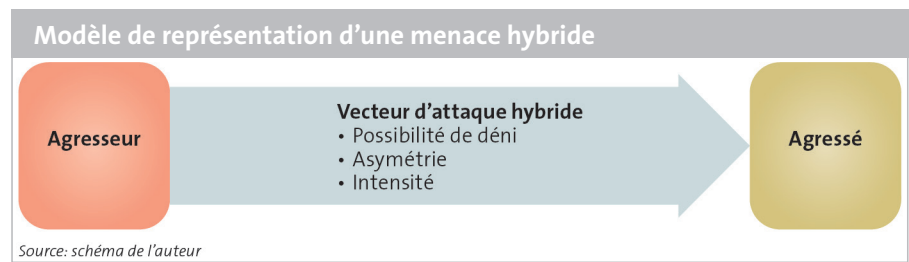 Modèle de représentation d’une menace hybride
Agresseur
Vecteur d’attaque hybride
• Possibilité de déni
• Asymétrie
• Intensité
Agressé
Source: schéma de l’auteur